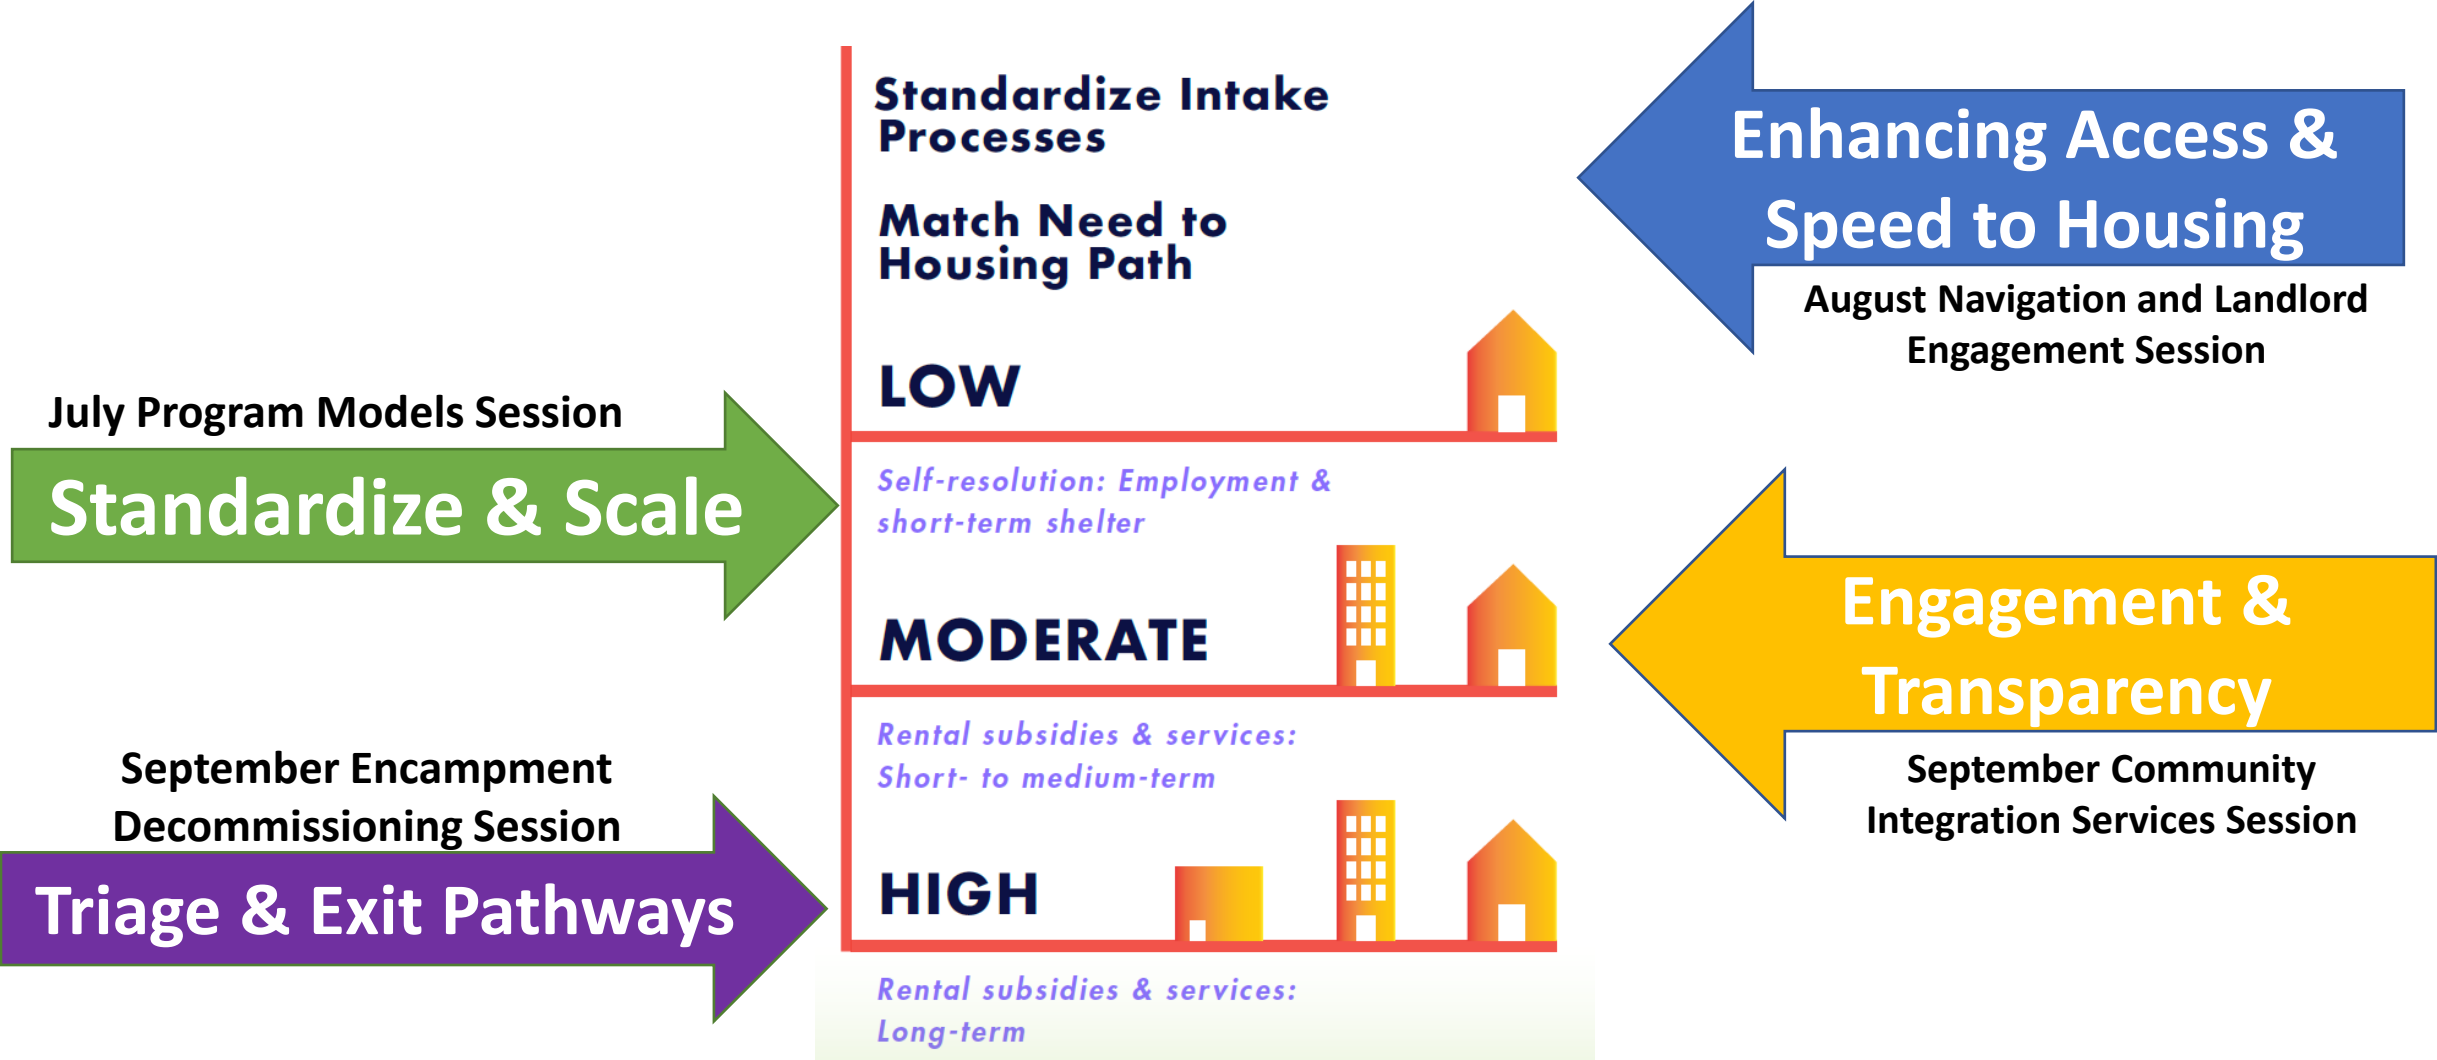 Standardize Intake
Processes
Match Need to
Housing Path
LOW
Self-resolution: Employment &
short-term shelter
MODERATE
Rental subsidies & services:
Short- to medium-term
HIGH
Rental subsidies & services:
Long-term
July Program Models Session
Standardize & Scale
September Encampment
Decommissioning Session
Triage & Exit Pathways
Enhancing Access &
Speed to Housing
August Navigation and Landlord
Engagement Session
Engagement &
Transparency
September Community
Integration Services Session